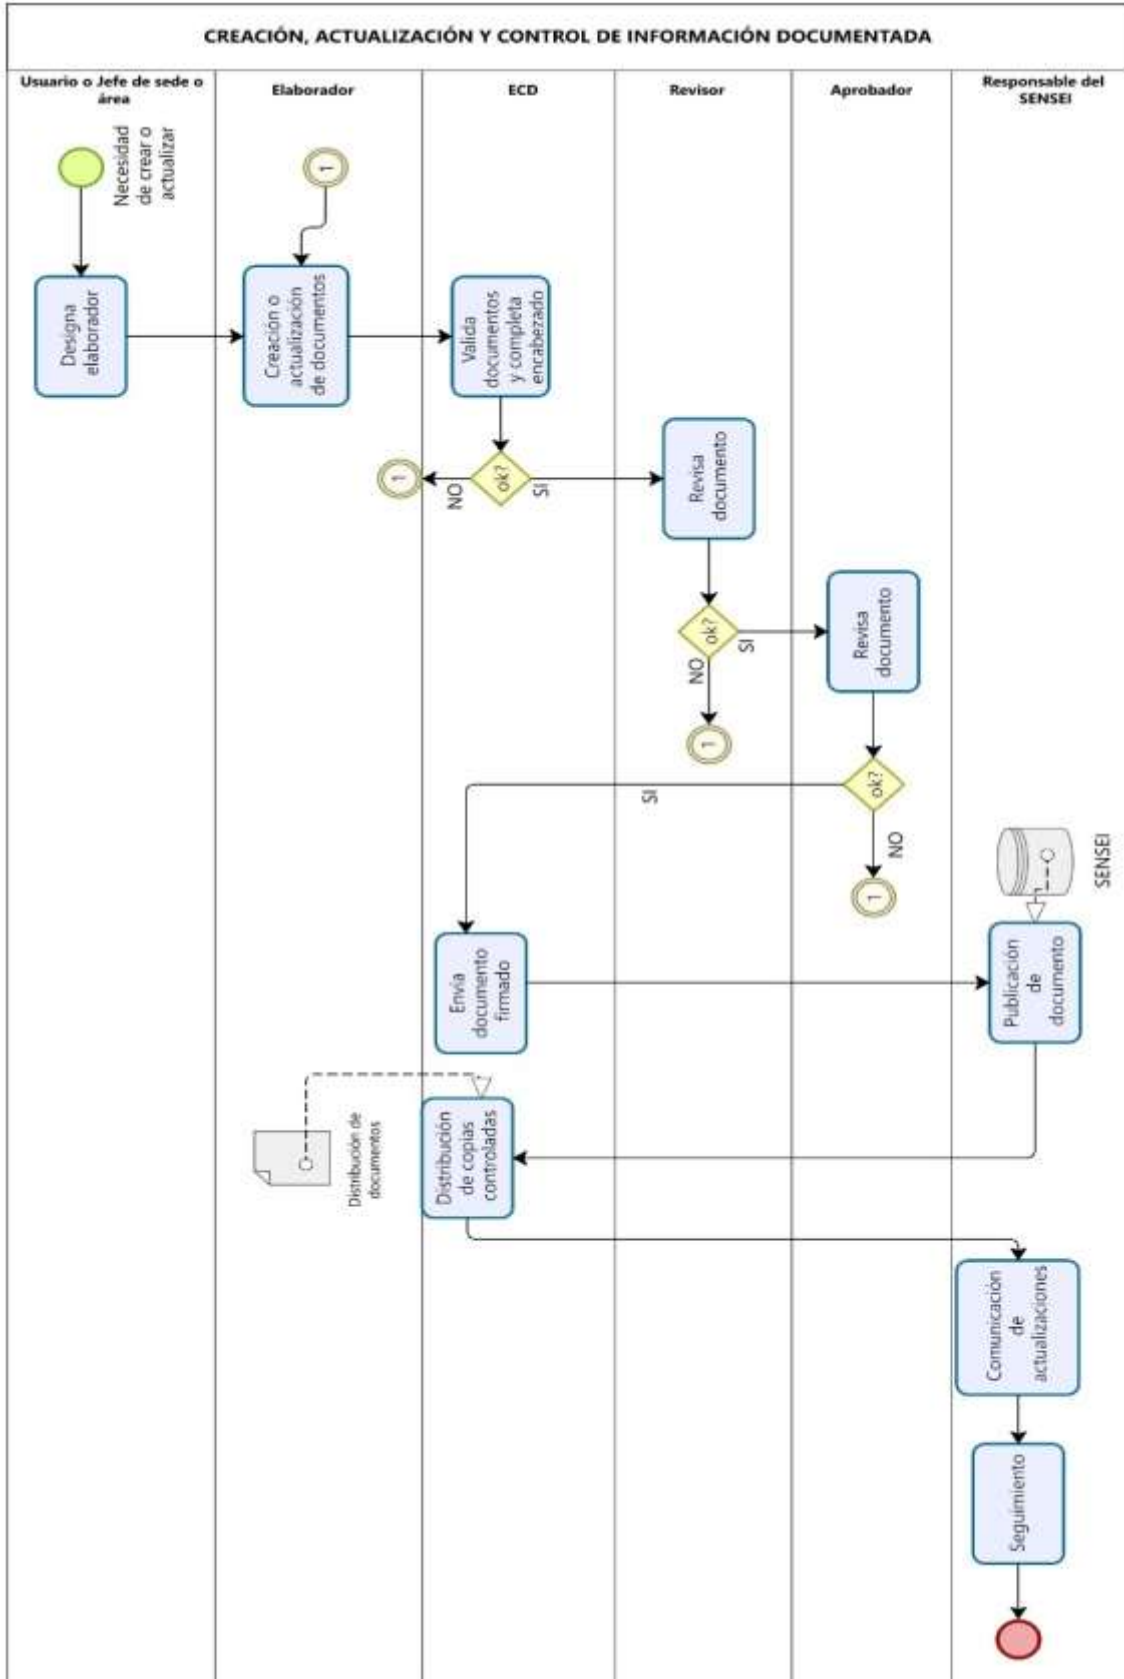 CREACIÓN, ACTUALIZACIÓN Y CONTROL DE INFORMACIÓN DOCUMENTADA
Usuario o Jefe de sede o
área
Elaborador
ECD
Revisor
Aprobador
Responsable del
SENSEI
Necesidad
de crear o
actualizar
1
Designa
elaborador
Creación o
actualización
de documentos
Valida
documentos
y completa
encabezado
1
NO
ok?
SI
Revisa
documento
ok?
NO
SI
1
Revisa
documento
ok?
SI
NO
1
SENSEI
Envia
documento
firmado
Publicación
de
documento
Distribución de
documentos
Distribución
de copias
controladas
Comunicación
de
actualizaciones
Seguimiento